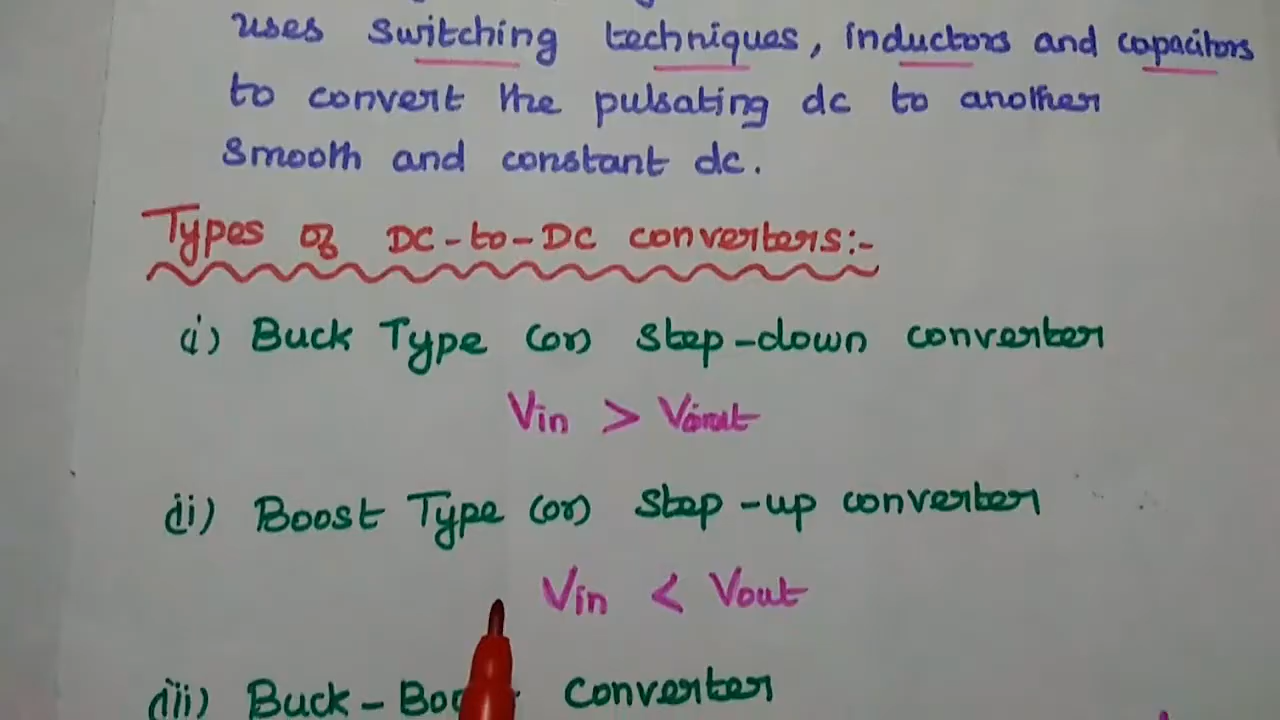 uses switching techniques, inductors and capacitors
to convert the pulsating dc to another
smooth and constant dc.
Types of DC-to-DC converters:-
(i) Buck Type (or) step-down converter
Vin >
(ii) Boost Type (or) step-up converter
Vin < Vout
(iii) Buck- converter